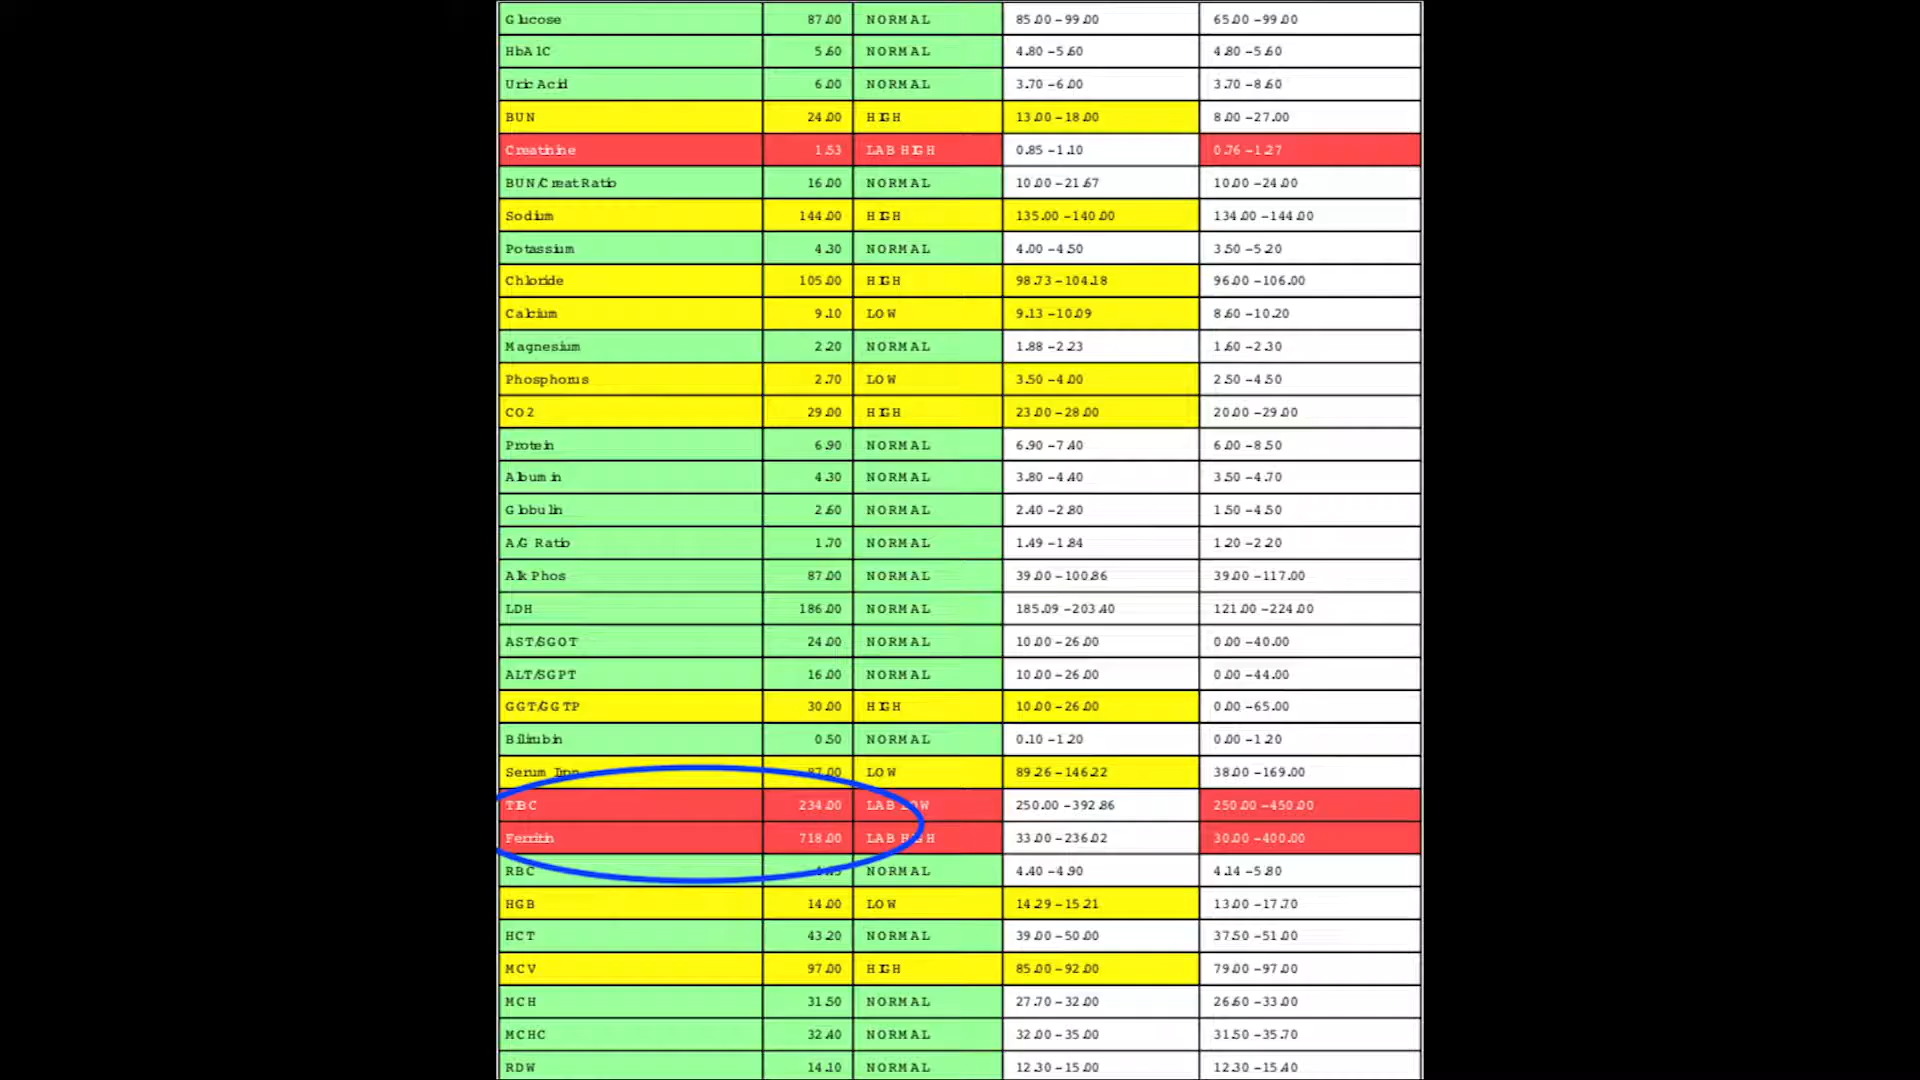 Glucose 87.00 NORMAL 85.00 - 99.00 65.00 - 99.00
HbA1C 5.60 NORMAL 4.80 - 5.60 4.80 - 5.60
Uric Acid 6.00 NORMAL 3.70 - 6.00 3.70 - 8.60
BUN 24.00 HIGH 13.00 - 18.00 8.00 - 27.00
Creatinine 1.53 LAB HIGH 0.85 - 1.10 0.76 - 1.27
BUN/Creat Ratio 16.00 NORMAL 10.00 - 21.67 10.00 - 24.00
Sodium 144.00 HIGH 135.00 - 140.00 134.00 - 144.00
Potassium 4.30 NORMAL 4.00 - 4.50 3.50 - 5.20
Chloride 105.00 HIGH 98.73 - 104.18 96.00 - 106.00
Calcium 9.10 LOW 9.13 - 10.09 8.60 - 10.20
Magnesium 2.20 NORMAL 1.88 - 2.23 1.60 - 2.30
Phosphorus 2.70 LOW 3.50 - 4.00 2.50 - 4.50
CO2 29.00 HIGH 23.00 - 28.00 20.00 - 29.00
Protein 6.90 NORMAL 6.90 - 7.40 6.00 - 8.50
Albumin 4.30 NORMAL 3.80 - 4.40 3.50 - 4.70
Globulin 2.60 NORMAL 2.40 - 2.80 1.50 - 4.50
A/G Ratio 1.70 NORMAL 1.49 - 1.84 1.20 - 2.20
Alk Phos 87.00 NORMAL 39.00 - 100.86 39.00 - 117.00
LDH 186.00 NORMAL 185.09 - 203.40 121.00 - 224.00
AST/SGOT 24.00 NORMAL 10.00 - 26.00 0.00 - 40.00
ALT/SGPT 16.00 NORMAL 10.00 - 26.00 0.00 - 44.00
GGT/GGTP 30.00 HIGH 10.00 - 26.00 0.00 - 65.00
Bilirubin 0.50 NORMAL 0.10 - 1.20 0.00 - 1.20
Serum Iron 87.00 LOW 89.26 - 146.22 38.00 - 169.00
TIBC 234.00 LAB LOW 250.00 - 392.86 250.00 - 450.00
Ferritin 718.00 LAB HIGH 33.00 - 236.02 30.00 - 400.00
RBC NORMAL 4.40 - 4.90 4.14 - 5.80
HGB 14.00 LOW 14.29 - 15.21 13.00 - 17.70
HCT 43.20 NORMAL 39.00 - 50.00 37.50 - 51.00
MCV 97.00 HIGH 85.00 - 92.00 79.00 - 97.00
MCH 31.50 NORMAL 27.70 - 32.00 26.60 - 33.00
MCHC 32.40 NORMAL 32.00 - 35.00 31.50 - 35.70
RDW 14.10 NORMAL 12.30 - 15.00 12.30 - 15.40